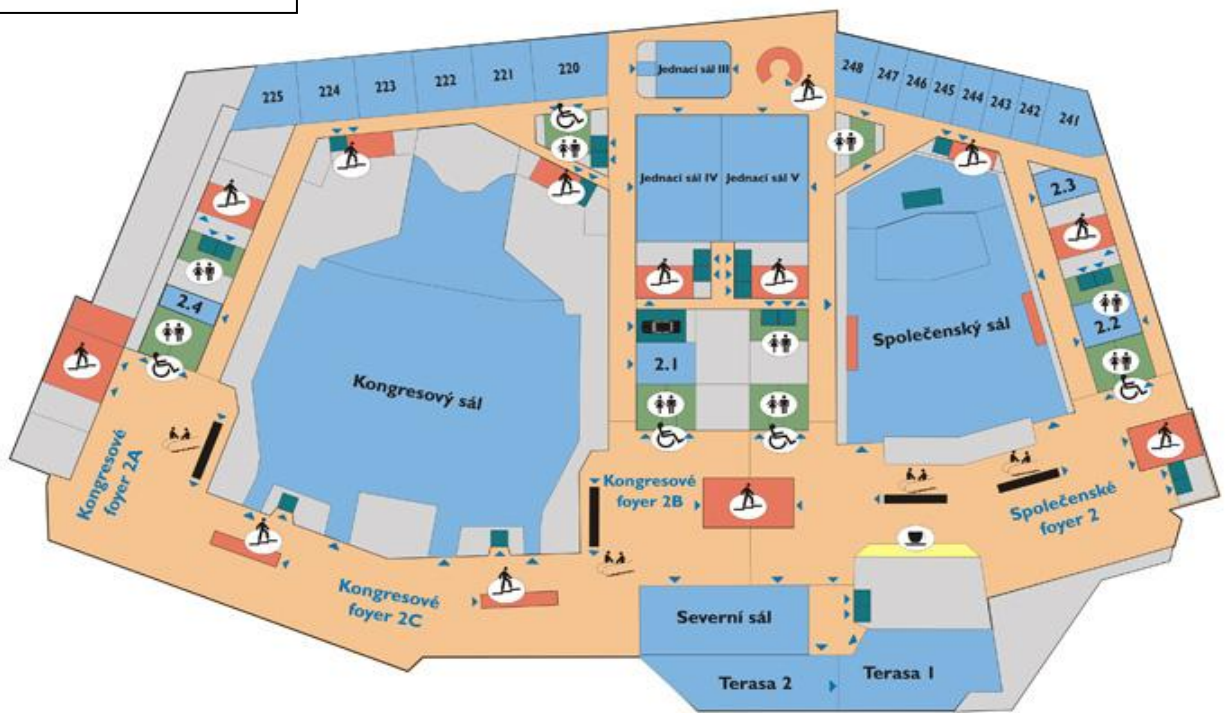 220
221
222
223
224
225
Jednací sál III
248
247
246
245
244
243
242
241
Jednací sál IV
Jednací sál V
2.3
2.4
2.1
2.2
Společenský sál
Kongresový sál
Kongresové
foyer 2A
Kongresové
foyer 2B
Společenské
foyer 2
Kongresové
foyer 2C
Severní sál
Terasa 2
Terasa 1